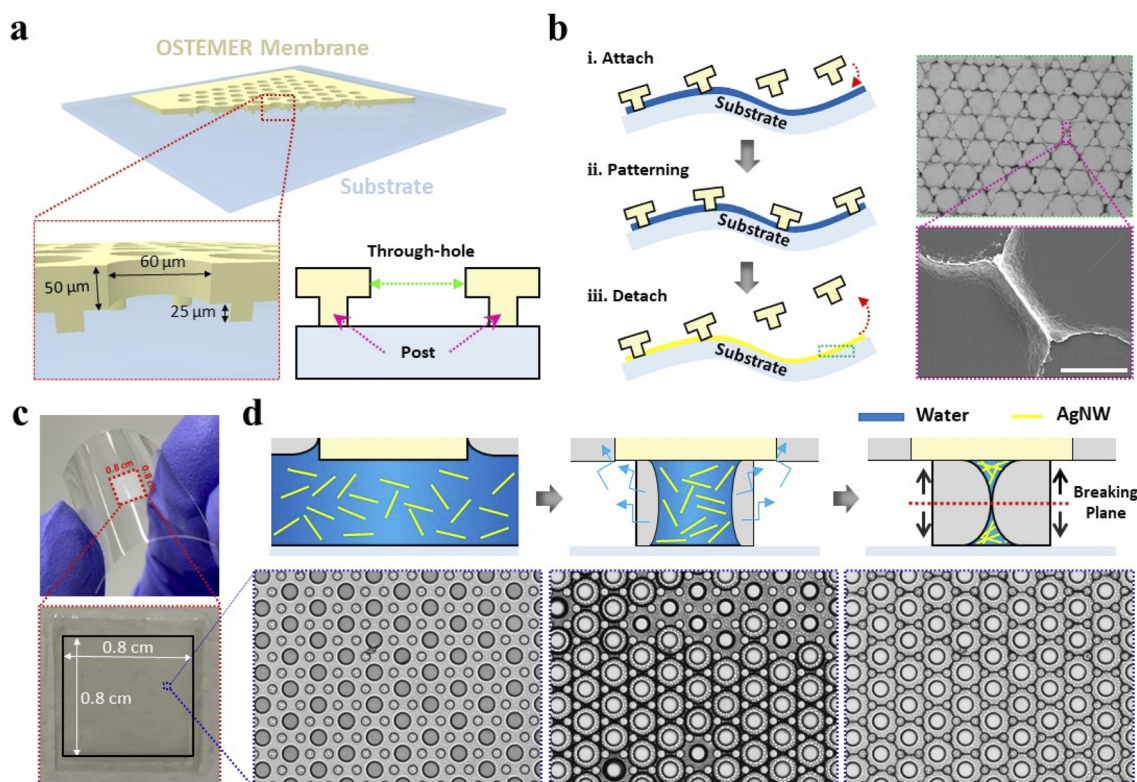 a
OSTEMER Membrane
Substrate
60 μm
50 μm
25 μm
Through-hole
Post
b
i. Attach
Substrate
ii. Patterning
Substrate
iii. Detach
Substrate
c
0.8 cm
0.8 cm
0.8 cm
0.8 cm
d
Water
AgNW
Breaking
Plane